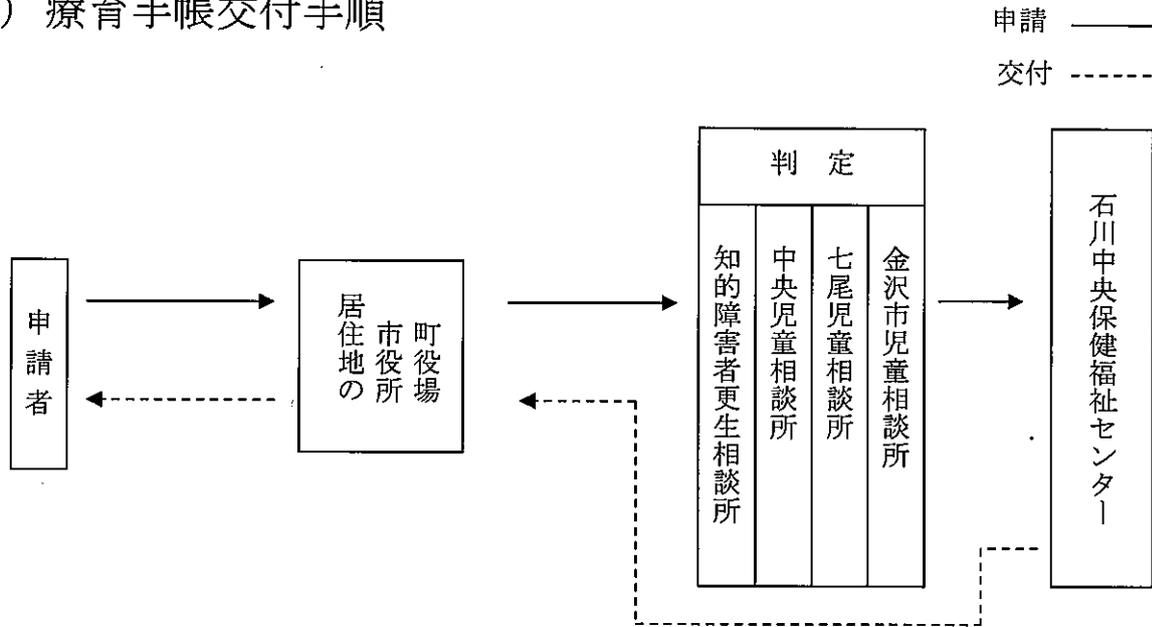 ）療育手帳交付手順
申請
交付
申請者
居住地の
市役所
町役場
判　定
知的障害者更生相談所
中央児童相談所
七尾児童相談所
金沢市児童相談所
石川中央保健福祉センター